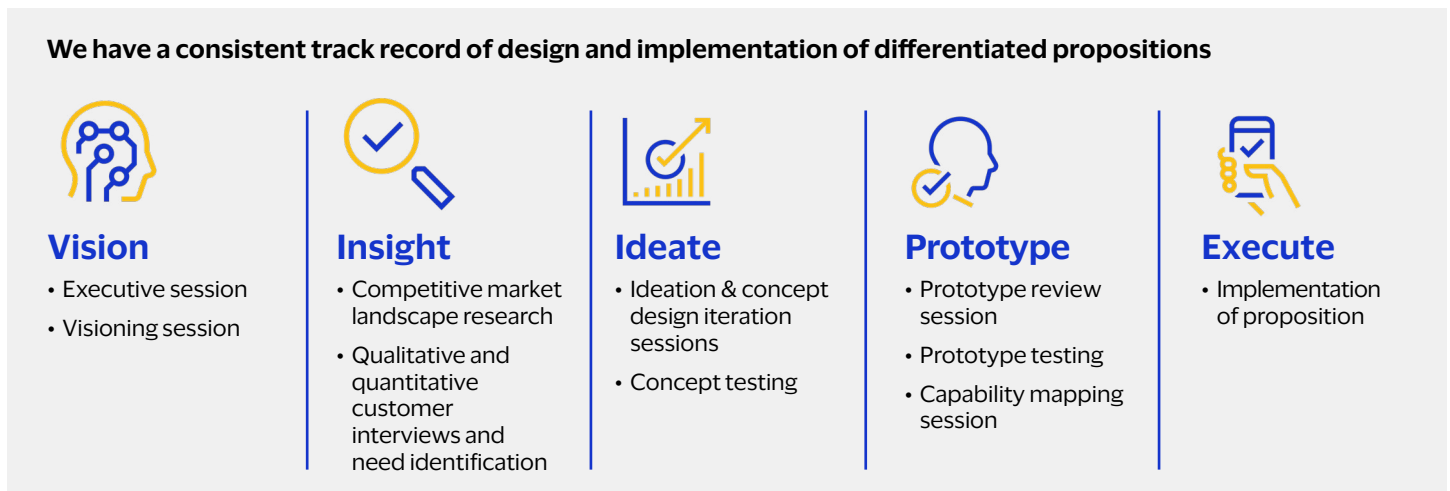 We have a consistent track record of design and implementation of differentiated propositions
Vision
• Executive session
• Visioning session
Insight
• Competitive market
landscape research
• Qualitative and
quantitative
customer
interviews and
need identification
Ideate
• Ideation & concept
design iteration
sessions
• Concept testing
Prototype
• Prototype review
session
• Prototype testing
• Capability mapping
session
Execute
• Implementation
of proposition